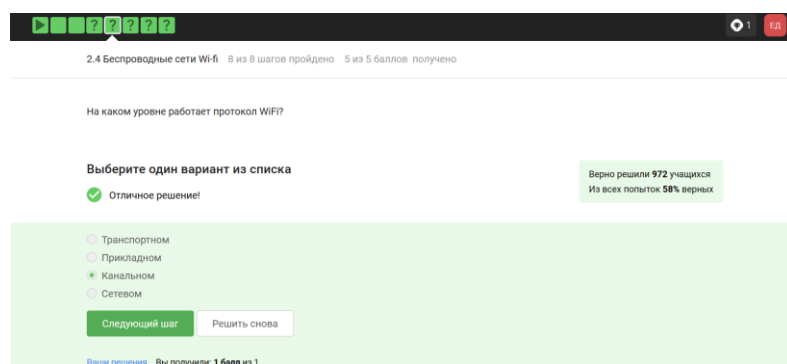 ? ? ? ? ?
1
ЕД
2.4 Беспроводные сети Wi-fi 8 из 8 шагов пройдено 5 из 5 баллов получено
На каком уровне работает протокол WiFi?
Выберите один вариант из списка
Отличное решение!
Верно решили 972 учащихся
Из всех попыток 58% верных
Транспортном
Прикладном
Канальном
Сетевом
Следующий шаг Решить снова
Ваши решения Вы получили: 1 балл из 1